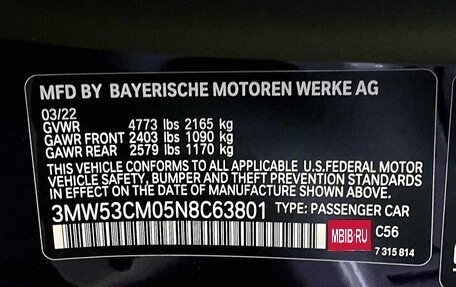 MFD BY BAYERISCHE MOTOREN WERKE AG
03/22
GVWR 4773 lbs 2165 kg
GAWR FRONT 2403 lbs 1090 kg
GAWR REAR 2579 lbs 1170 kg
THIS VEHICLE CONFORMS TO ALL APPLICABLE U.S.FEDERAL MOTOR
VEHICLE SAFETY, BUMPER AND THEFT PREVENTION STANDARDS
IN EFFECT ON THE DATE OF MANUFACTURE SHOWN ABOVE.
3MW53CM05N8C63801 TYPE: PASSENGER CAR
MBIB.RU C56
7 315 814